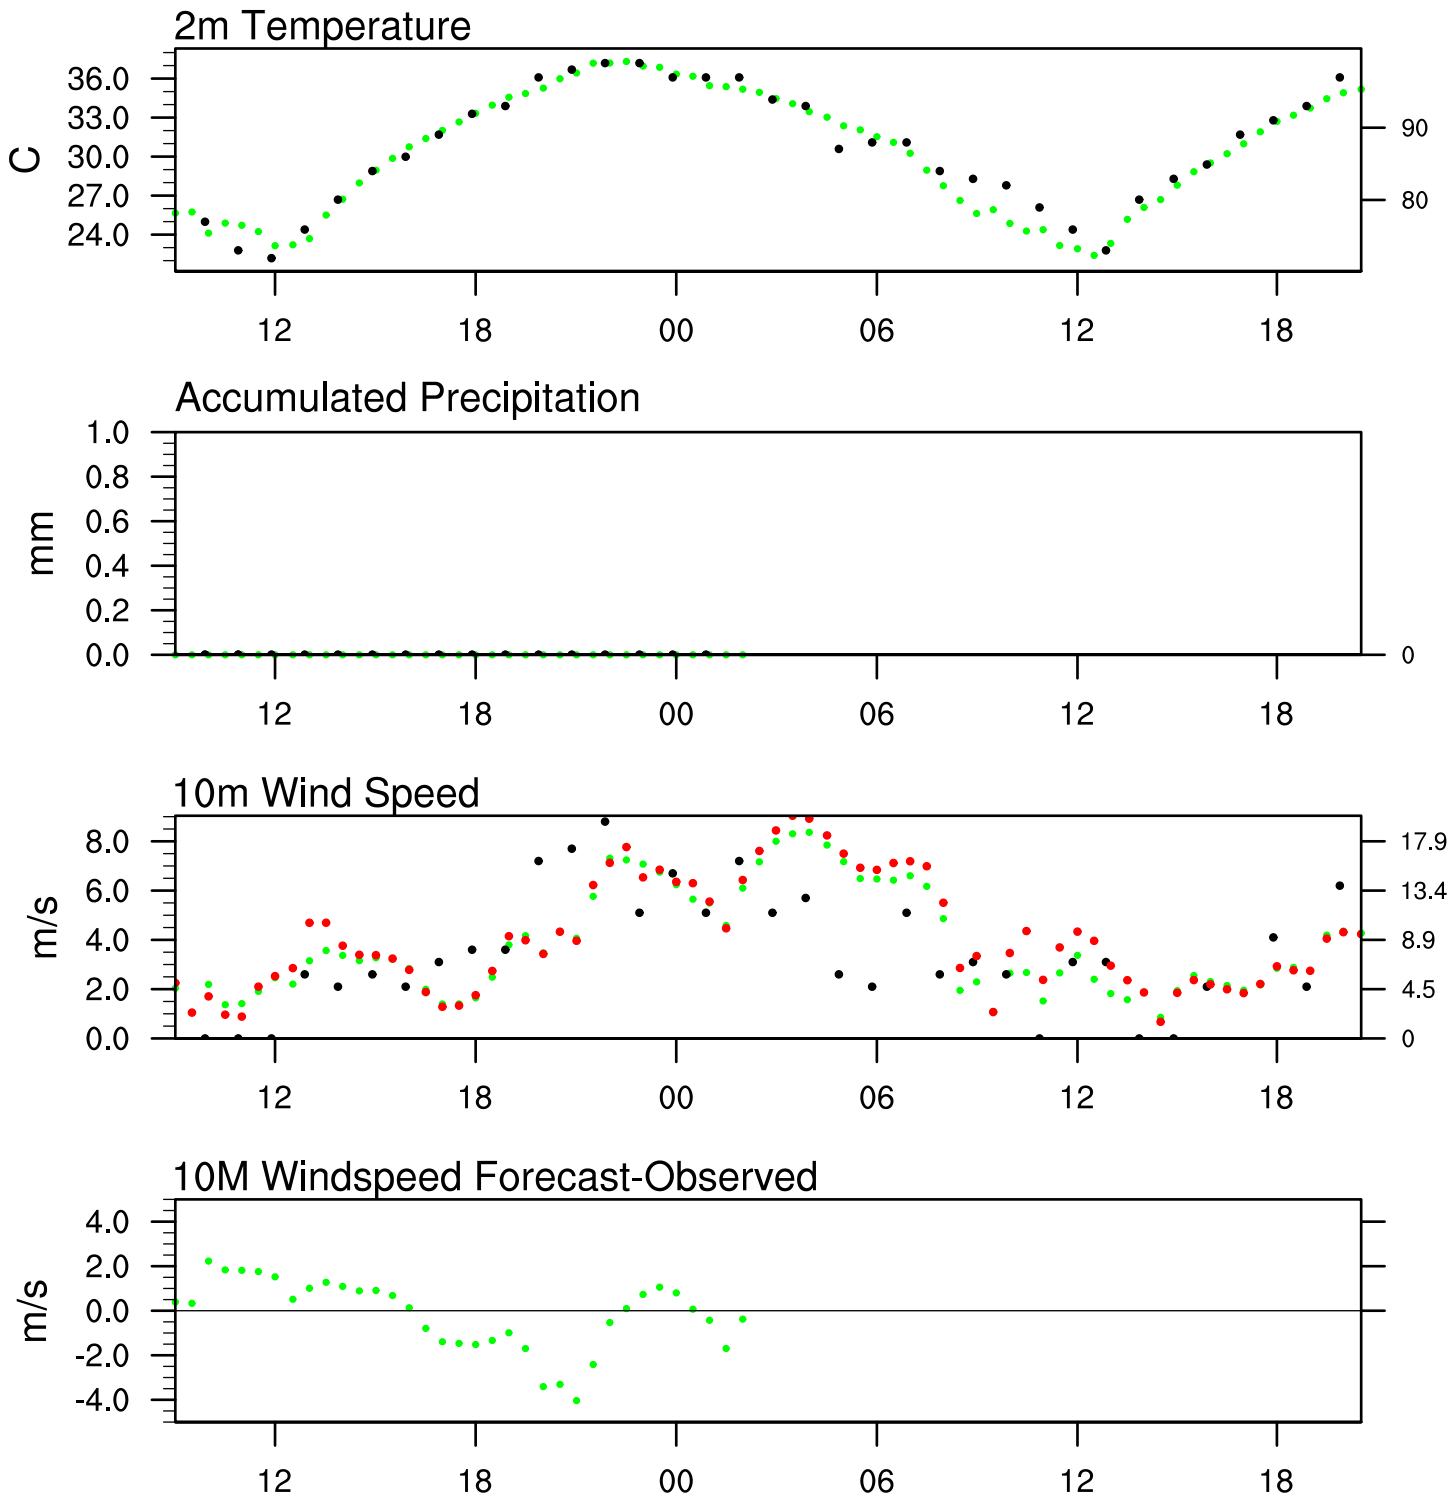 2m Temperature
36.0
33.0
30.0
27.0
24.0
C
90
80
12 18 00 06 12 18
Accumulated Precipitation
1.0
0.8
0.6
0.4
0.2
0.0
mm
0
12 18 00 06 12 18
10m Wind Speed
8.0
6.0
4.0
2.0
0.0
m/s
17.9
13.4
8.9
4.5
0
12 18 00 06 12 18
10M Windspeed Forecast-Observed
4.0
2.0
0.0
-2.0
-4.0
m/s
12 18 00 06 12 18